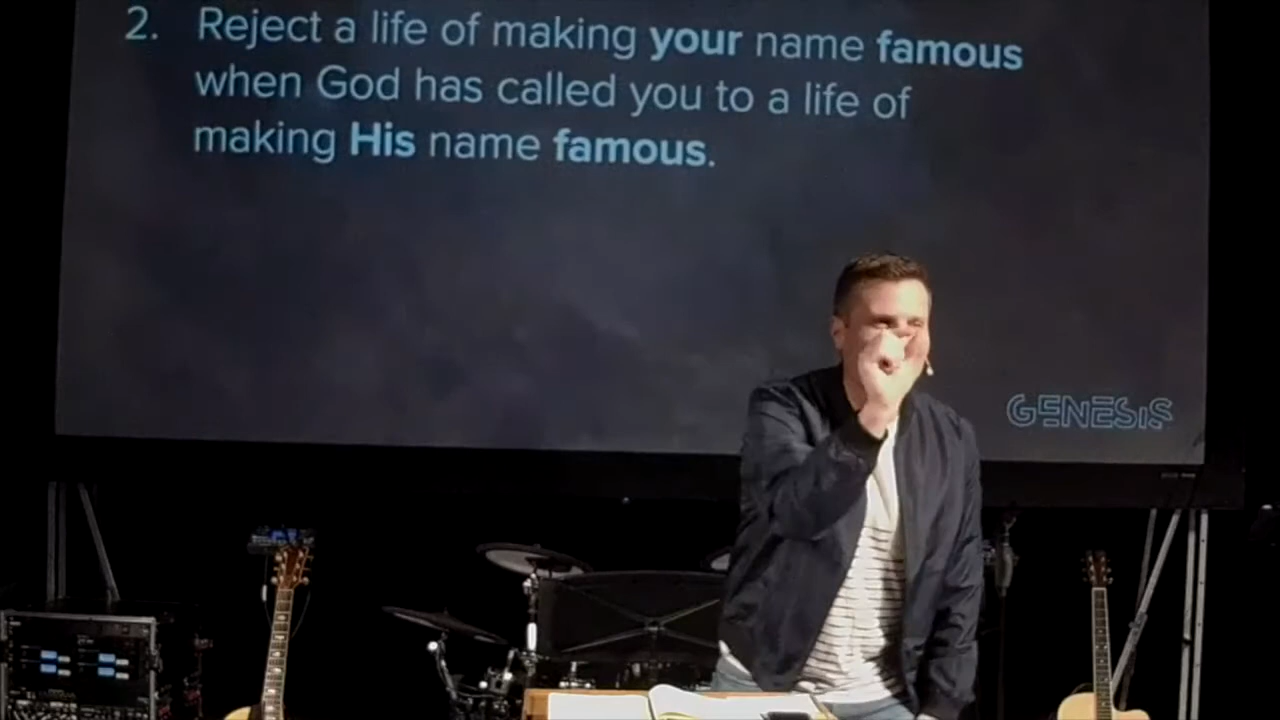 2. Reject a life of making your name famous
when God has called you to a life of
making His name famous.
GENESIS